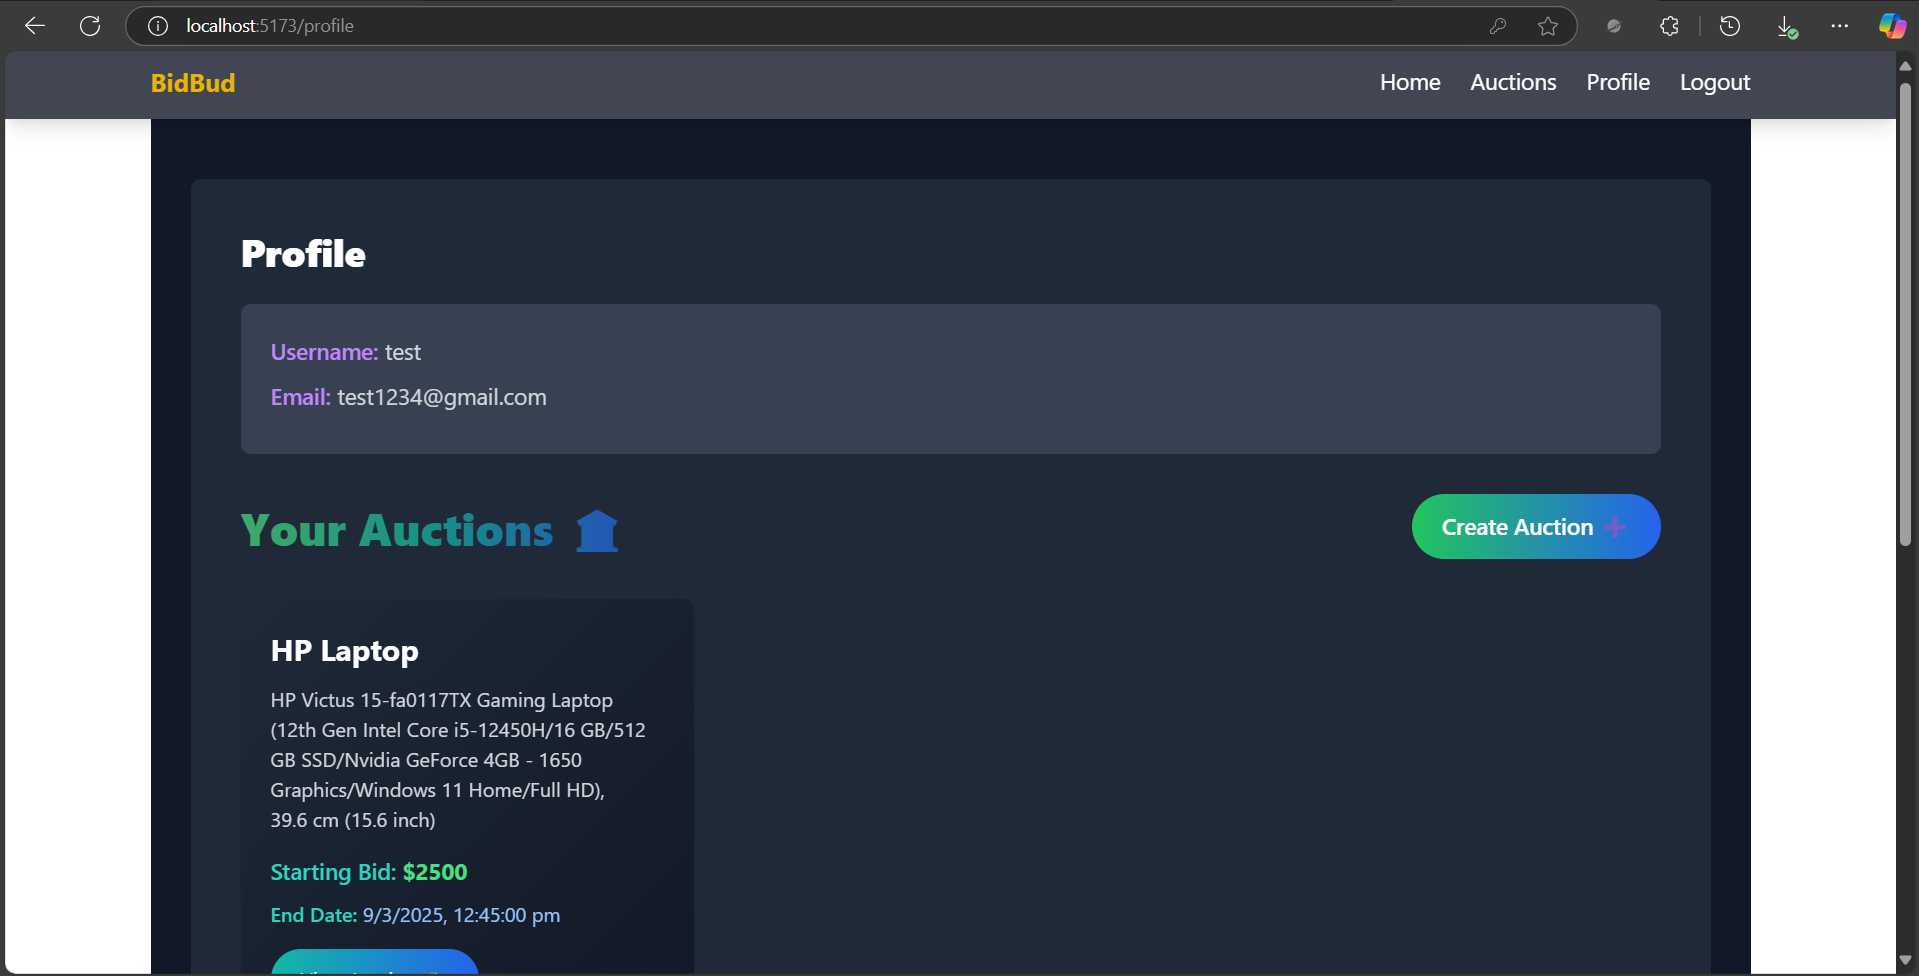 localhost:5173/profile
BidBud
Home Auctions Profile Logout
Profile
Username: test
Email: test1234@gmail.com
Your Auctions
Create Auction
HP Laptop
HP Victus 15-fa0117TX Gaming Laptop
(12th Gen Intel Core i5-12450H/16 GB/512
GB SSD/Nvidia GeForce 4GB - 1650
Graphics/Windows 11 Home/Full HD),
39.6 cm (15.6 inch)
Starting Bid: $2500
End Date: 9/3/2025, 12:45:00 pm